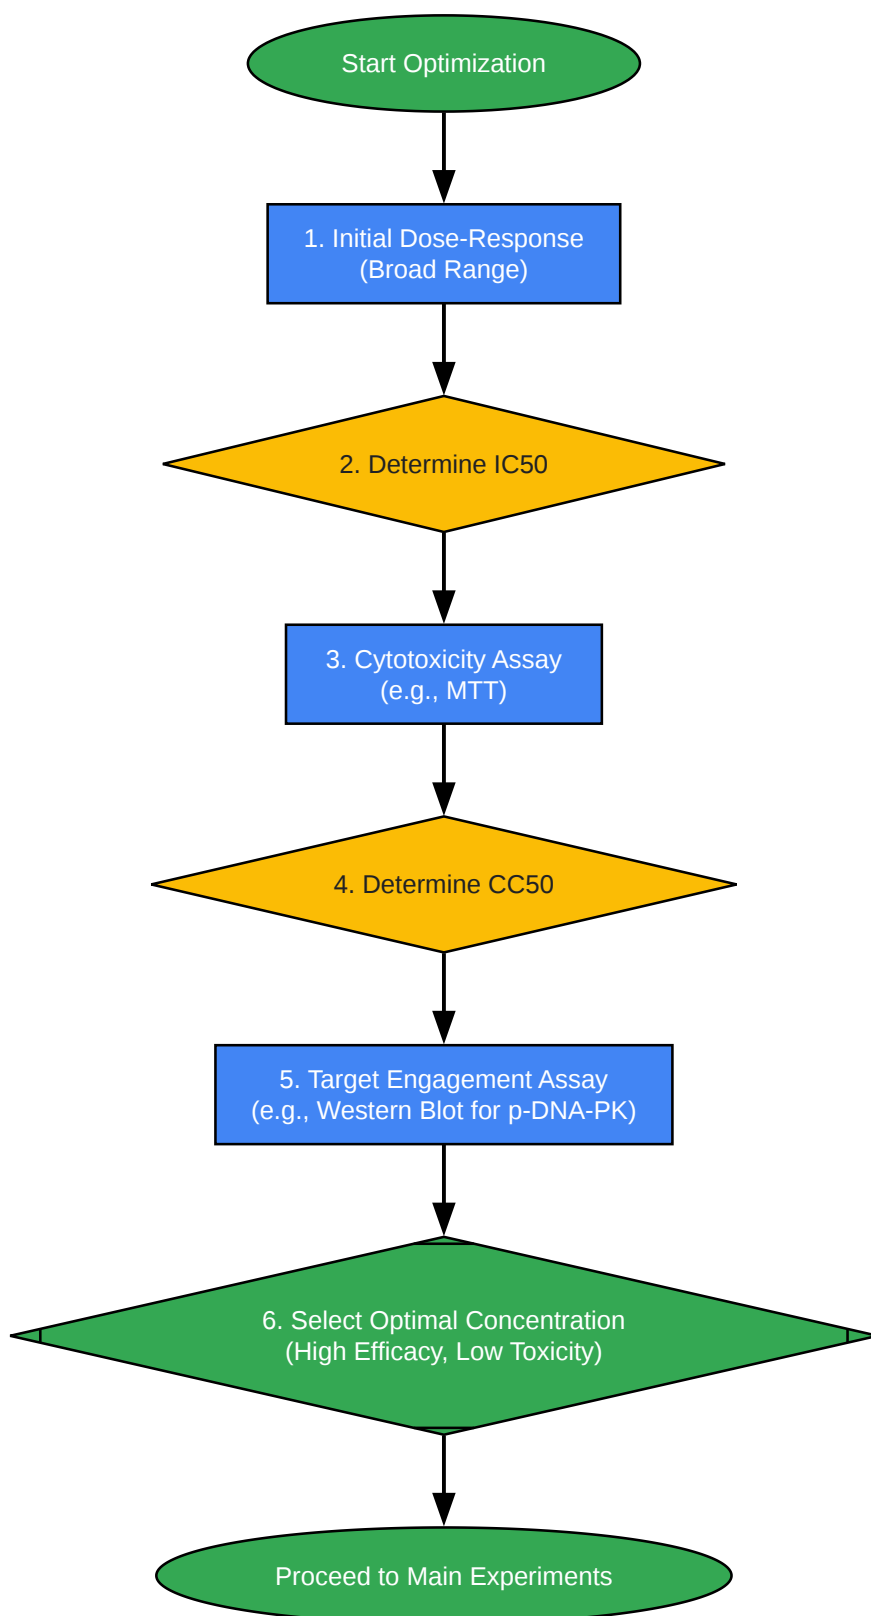 Start Optimization
1. Initial Dose-Response
(Broad Range)
2. Determine IC50
3. Cytotoxicity Assay
(e.g., MTT)
4. Determine CC50
5. Target Engagement Assay
(e.g., Western Blot for p-DNA-PK)
6. Select Optimal Concentration
(High Efficacy, Low Toxicity)
Proceed to Main Experiments